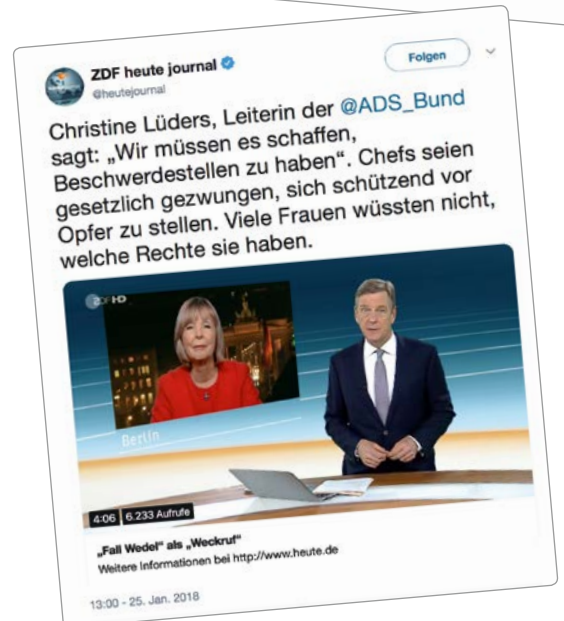 ZDF heute journal
@heutejournal
Folgen
Christine Lüders, Leiterin der @ADS_Bund
sagt: „Wir müssen es schaffen,
Beschwerdestellen zu haben“. Chefs seien
gesetzlich gezwungen, sich schützend vor
Opfer zu stellen. Viele Frauen wüssten nicht,
welche Rechte sie haben.
ZDF HD
Berlin
4:06 6.233 Aufrufe
„Fall Wedel“ als „Weckruf“
Weitere Informationen bei http://www.heute.de
13:00 - 25. Jan. 2018